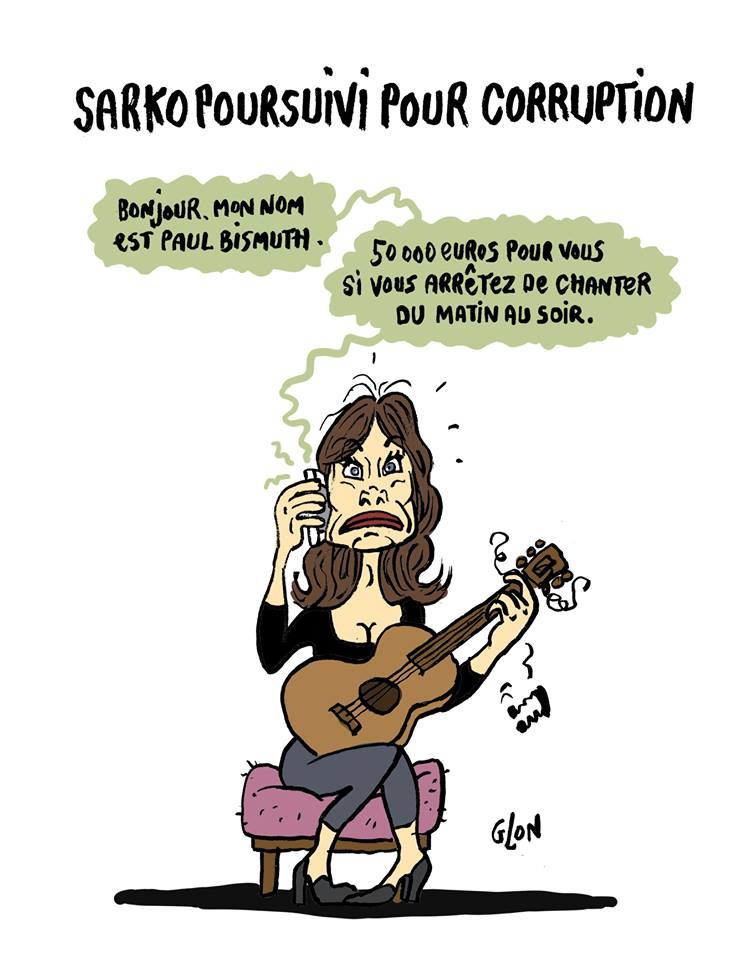 SARKO POURSUIVI POUR CORRUPTION
BONJOUR. MON NOM
EST PAUL BISMUTH.
50 000 EUROS POUR VOUS
SI VOUS ARRÊTEZ DE CHANTER
DU MATIN AU SOIR.
GLON